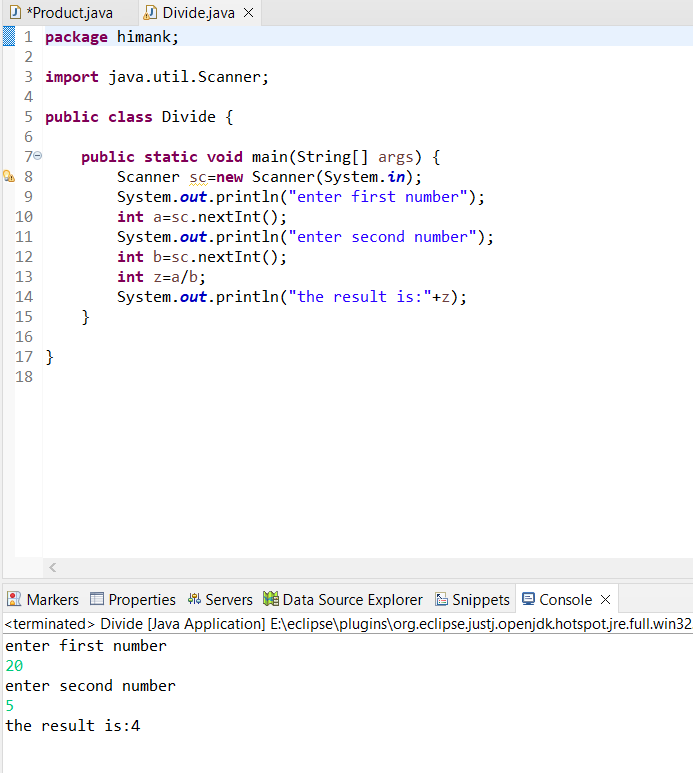 *Product.java Divide.java
1 package himank;
2
3 import java.util.Scanner;
4
5 public class Divide {
6
7 public static void main(String[] args) {
8 Scanner sc=new Scanner(System.in);
9 System.out.println("enter first number");
10 int a=sc.nextInt();
11 System.out.println("enter second number");
12 int b=sc.nextInt();
13 int z=a/b;
14 System.out.println("the result is:"+z);
15 }
16
17 }
18
Markers Properties Servers Data Source Explorer Snippets Console
<terminated> Divide [Java Application] E:\eclipse\plugins\org.eclipse.justj.openjdk.hotspot.jre.full.win32
enter first number
20
enter second number
5
the result is:4